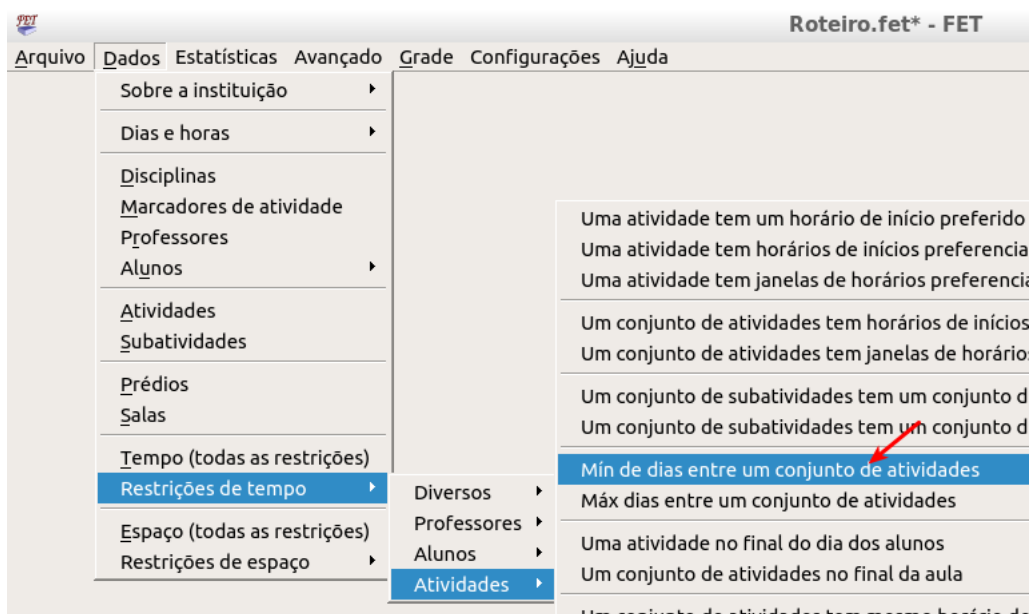 FET
Roteiro.fet* - FET
Arquivo Dados Estatísticas Avançado Grade Configurações Ajuda
Sobre a instituição
Dias e horas
Disciplinas
Marcadores de atividade
Professores
Alunos
Atividades
Subatividades
Prédios
Salas
Tempo (todas as restrições)
Restrições de tempo
Espaço (todas as restrições)
Restrições de espaço
Diversos
Professores
Alunos
Atividades
Uma atividade tem um horário de início preferido
Uma atividade tem horários de inícios preferencia
Uma atividade tem janelas de horários preferencia
Um conjunto de atividades tem horários de inícios
Um conjunto de atividades tem janelas de horários
Um conjunto de subatividades tem um conjunto d
Um conjunto de subatividades tem um conjunto d
Mín de dias entre um conjunto de atividades
Máx dias entre um conjunto de atividades
Uma atividade no final do dia dos alunos
Um conjunto de atividades no final da aula